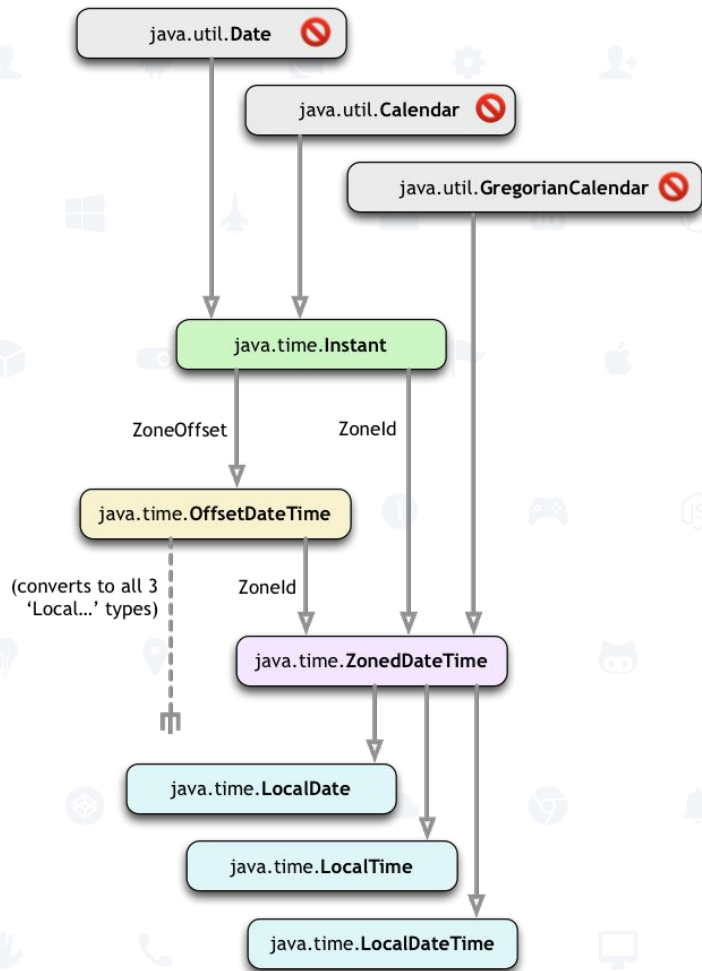 java.util.Date
java.util.Calendar
java.util.GregorianCalendar
java.time.Instant
ZoneOffset
ZoneId
java.time.OffsetDateTime
(converts to all 3
‘Local…’ types)
ZoneId
java.time.ZonedDateTime
java.time.LocalDate
java.time.LocalTime
java.time.LocalDateTime